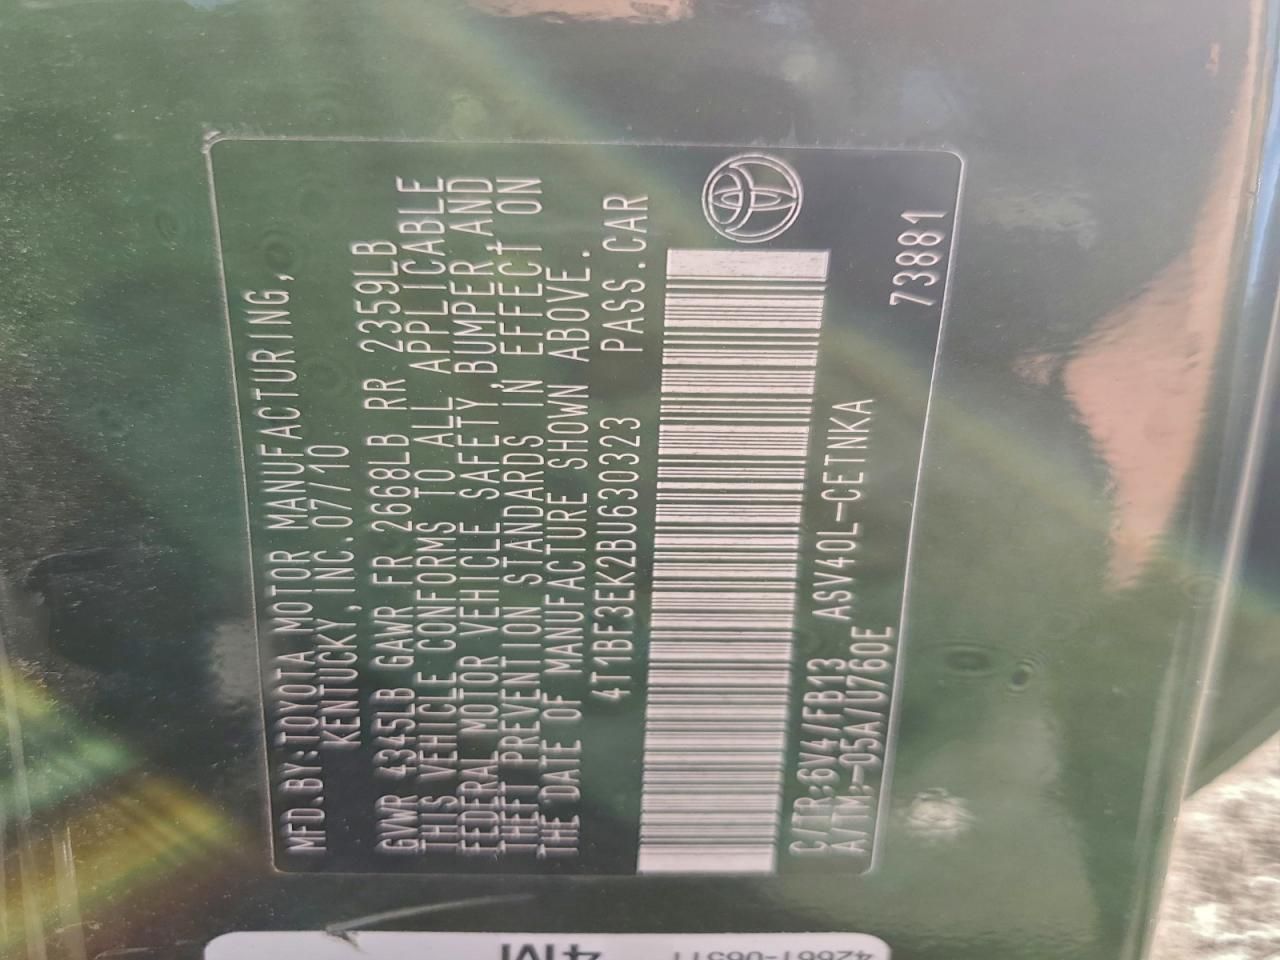 MFD.BY:TOYOTA MOTOR MANUFACTURING,
KENTUCKY, INC. 07/10
GVWR 4345LB GAWR FR 2668LB RR 2359LB
THIS VEHICLE CONFORMS TO ALL APPLICABLE
FEDERAL MOTOR VEHICLE SAFETY, BUMPER, AND
THEFT PREVENTION STANDARDS IN EFFECT ON
THE DATE OF MANUFACTURE SHOWN ABOVE.
4T1BF3EK2BU630323 PASS.CAR
C/TR:6V4/FB13 ASV40L-CETNKA
A/TM:-05A/U760E 73881